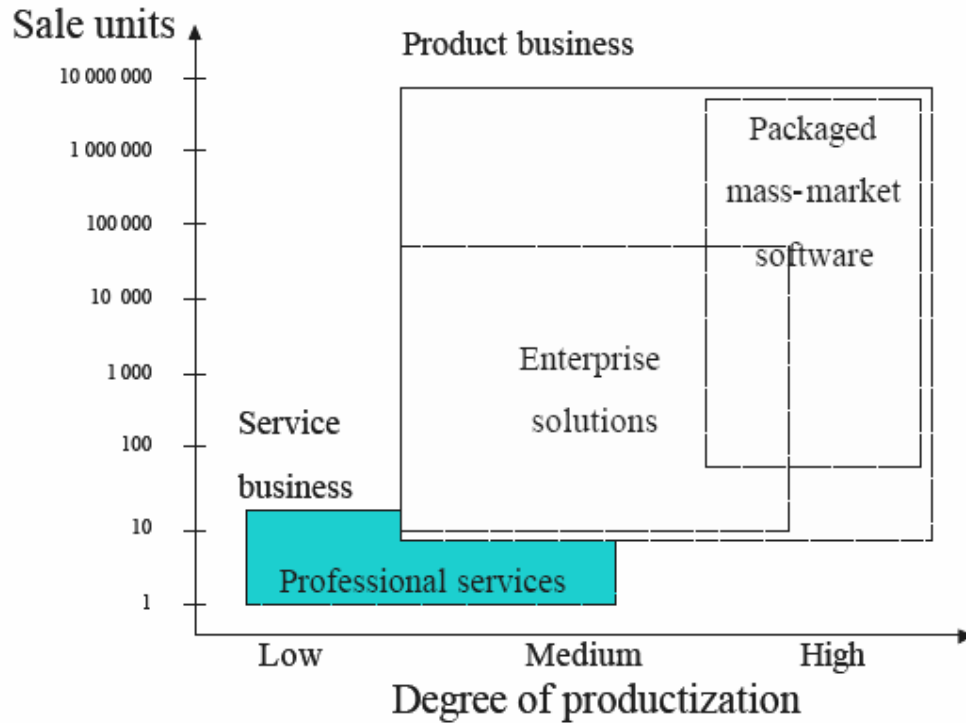 Sale units
Product business
10 000 000
Packaged
1 000 000
mass-market
100 000
software
10 000
Enterprise
1 000
solutions
Service
100
business
10
Professional services
1
Low
Medium
High
Degree of productization